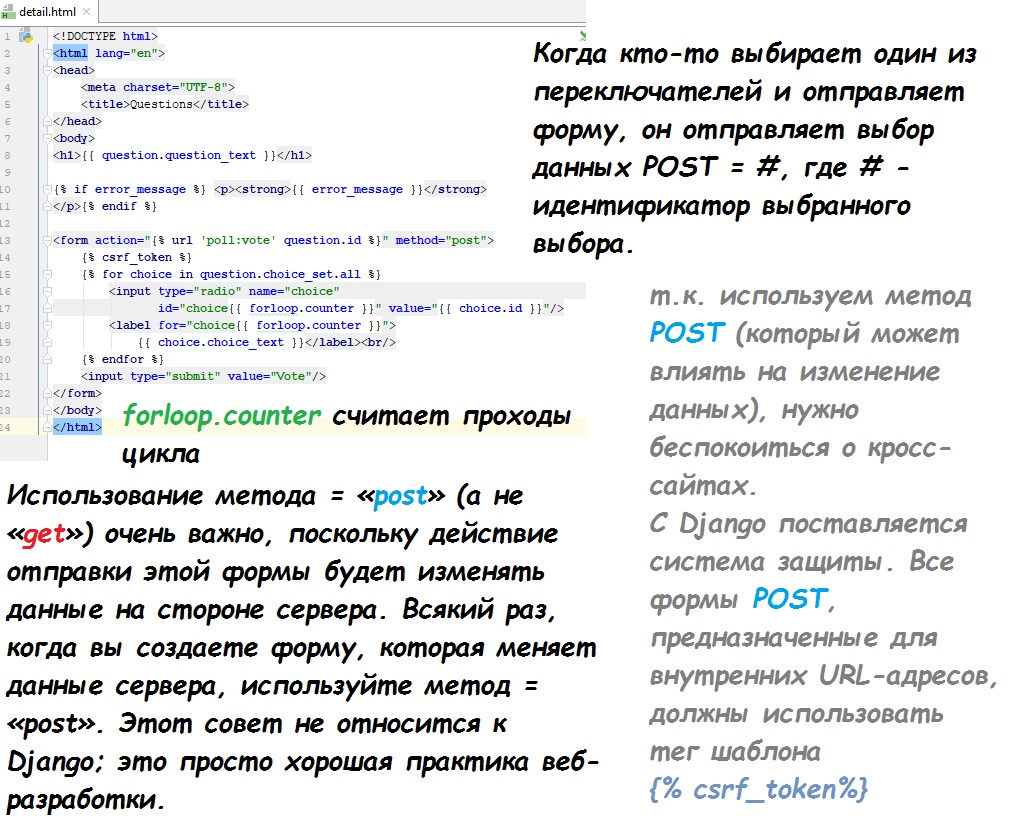 detail.html
1 <!DOCTYPE html>
2 <html lang="en">
3 <head>
4 <meta charset="UTF-8">
5 <title>Questions</title>
6 </head>
7 <body>
8 <h1>{{ question.question_text }}</h1>
9
10 {% if error_message %} <p><strong>{{ error_message }}</strong>
11 </p>{% endif %}
12
13 <form action="{% url 'poll:vote' question.id %}" method="post">
14 {% csrf_token %}
15 {% for choice in question.choice_set.all %}
16 <input type="radio" name="choice"
17 id="choice{{ forloop.counter }}" value="{{ choice.id }}"/>
18 <label for="choice{{ forloop.counter }}">
19 {{ choice.choice_text }}</label><br/>
20 {% endfor %}
21 <input type="submit" value="Vote"/>
22 </form>
23 </body>
24 </html>
forloop.counter считает проходы
цикла
Использование метода = «post» (а не
«get») очень важно, поскольку действие
отправки этой формы будет изменять
данные на стороне сервера. Всякий раз,
когда вы создаете форму, которая меняет
данные сервера, используйте метод =
«post». Этот совет не относится к
Django; это просто хорошая практика веб-
разработки.
Когда кто-то выбирает один из
переключателей и отправляет
форму, он отправляет выбор
данных POST = #, где # -
идентификатор выбранного
выбора.
т.к. используем метод
POST (который может
влиять на изменение
данных), нужно
беспокоиться о кросс-
сайтах.
С Django поставляется
система защиты. Все
формы POST,
предназначенные для
внутренних URL-адресов,
должны использовать
тег шаблона
{% csrf_token%}